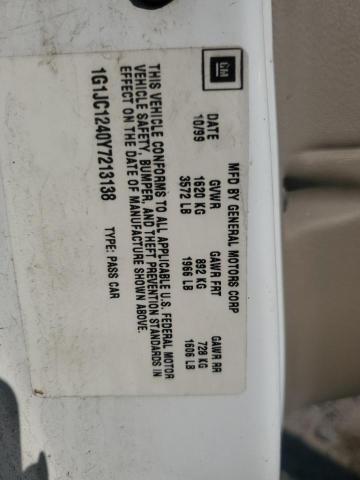 GM
MFD BY GENERAL MOTORS CORP
DATE GVWR GAWR FRT GAWR RR
10/99 1620 KG 892 KG 728 KG
3572 LB 1966 LB 1606 LB
THIS VEHICLE CONFORMS TO ALL APPLICABLE U.S. FEDERAL MOTOR
VEHICLE SAFETY, BUMPER, AND THEFT PREVENTION STANDARDS IN
EFFECT ON THE DATE OF MANUFACTURE SHOWN ABOVE.
1G1JC1240Y7213138 TYPE: PASS CAR